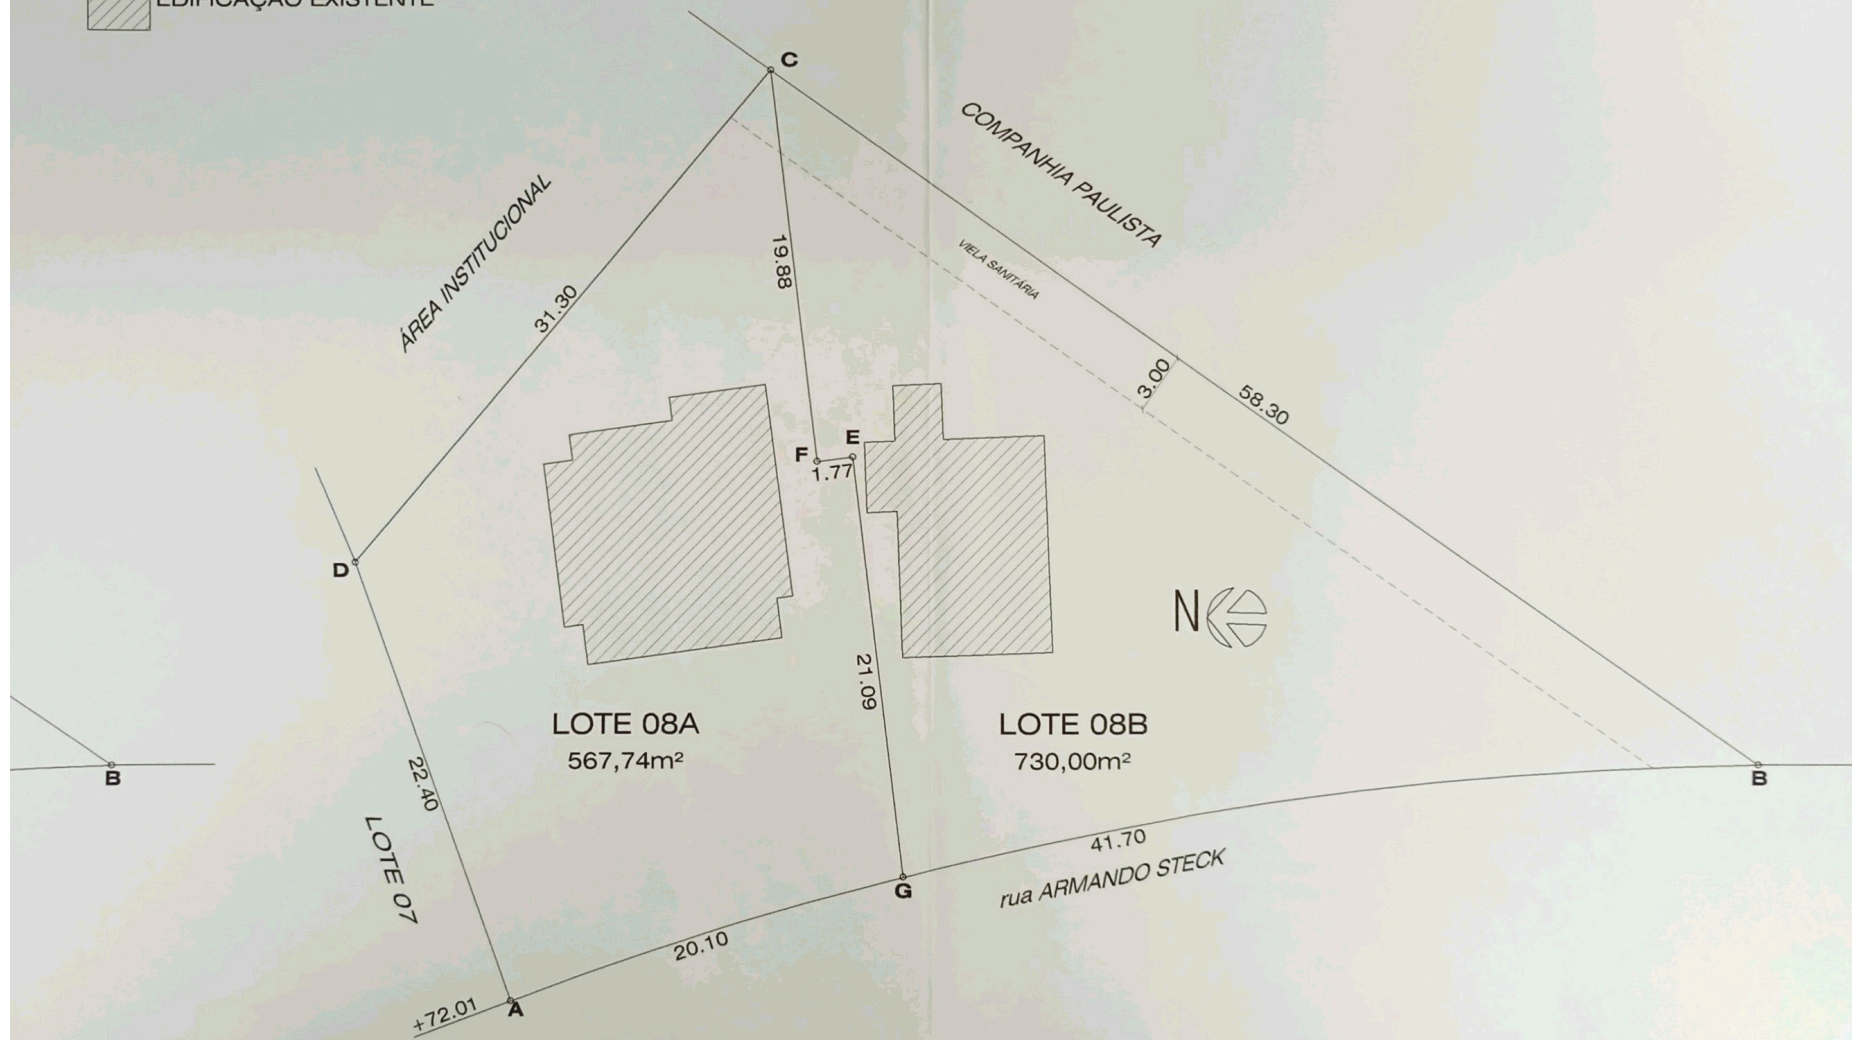 EDIFICAÇÃO EXISTENTE
C
COMPANHIA PAULISTA
ÁREA INSTITUCIONAL
19.88
VIELA SANITÁRIA
31.30
3.00
58.30
F
E
1.77
D
N
21.09
LOTE 08A
567,74m²
LOTE 08B
730,00m²
22.40
B
B
LOTE 07
41.70
rua ARMANDO STECK
G
20.10
+72.01
A